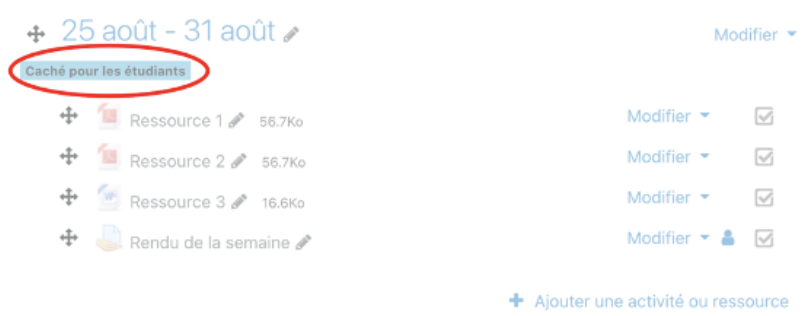 25 août - 31 août Modifier
Caché pour les étudiants
Ressource 1 56.7Ko Modifier
Ressource 2 56.7Ko Modifier
Ressource 3 16.6Ko Modifier
Rendu de la semaine Modifier
Ajouter une activité ou ressource